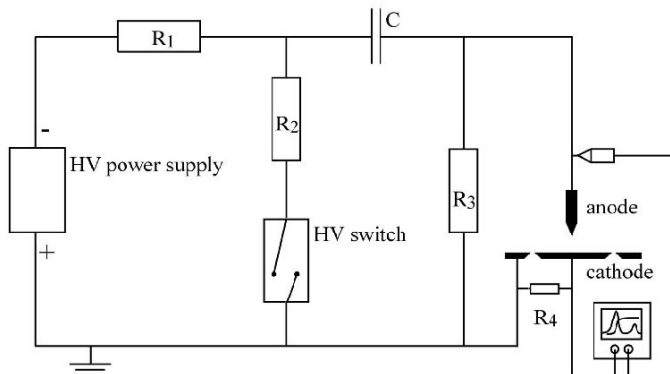 C
R1
-
R2
HV power supply
R3
anode
HV switch
+
cathode
R4